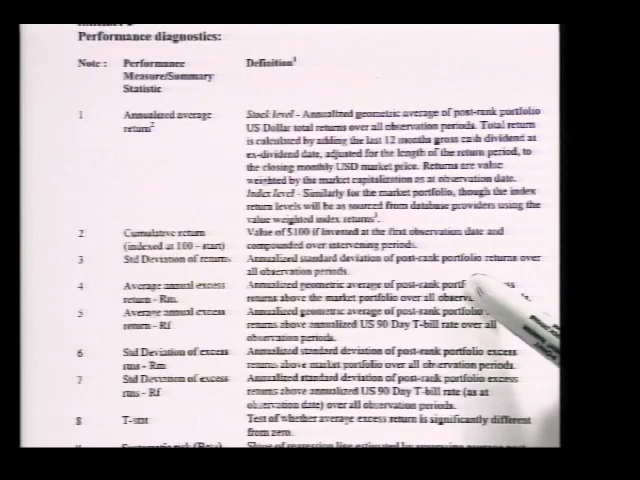 Performance diagnostics:
Note : Performance Measure/Summary Statistic Definition1
1 Annualized average return2
Stock level - Annualized geometric average of post-rank portfolio
US Dollar total returns over all observation periods. Total return
is calculated by adding the last 12 months gross cash dividend at
ex-dividend date, adjusted for the length of the return period, to
the closing monthly USD market price. Returns are value
weighted by the market capitalization as at observation date.
Index level - Similarly for the market portfolio, though the index
return levels will be as sourced from database providers using the
value weighted index returns3.
2 Cumulative return (indexed at 100 - start)
Value of $100 if invested at the first observation date and
compounded over intervening periods.
3 Std Deviation of returns
Annualized standard deviation of post-rank portfolio returns over
all observation periods.
4 Average annual excess return - Rm
Annualized geometric average of post-rank
returns above the market portfolio over all
5 Average annual excess return - Rf
Annualized geometric average of post-rank portfolio
returns above annualized US 90 Day T-bill rate over all
observation periods.
6 Std Deviation of excess rtns - Rm
Annualized standard deviation of post-rank portfolio excess
returns above market portfolio over all observation periods.
7 Std Deviation of excess rtns - Rf
Annualized standard deviation of post-rank portfolio excess
returns above annualized US 90 Day T-bill rate (as at
observation date) over all observation periods.
8 T-stat
Test of whether average excess return is significantly different
from zero.